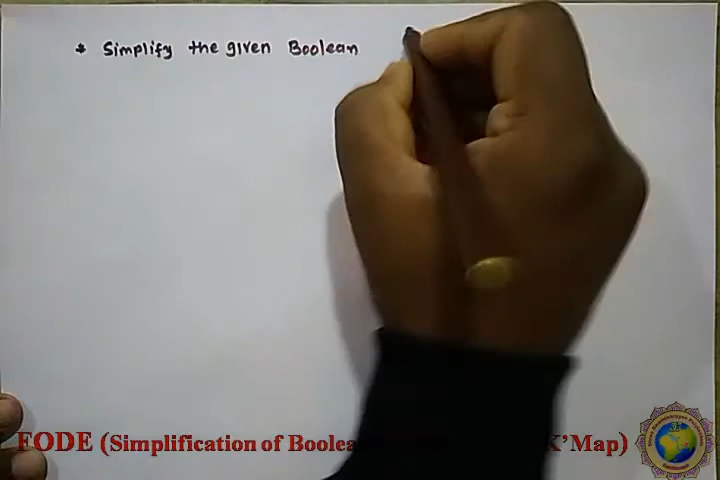 * Simplify the given Boolean
FODE (Simplification of Boolea K'Map)